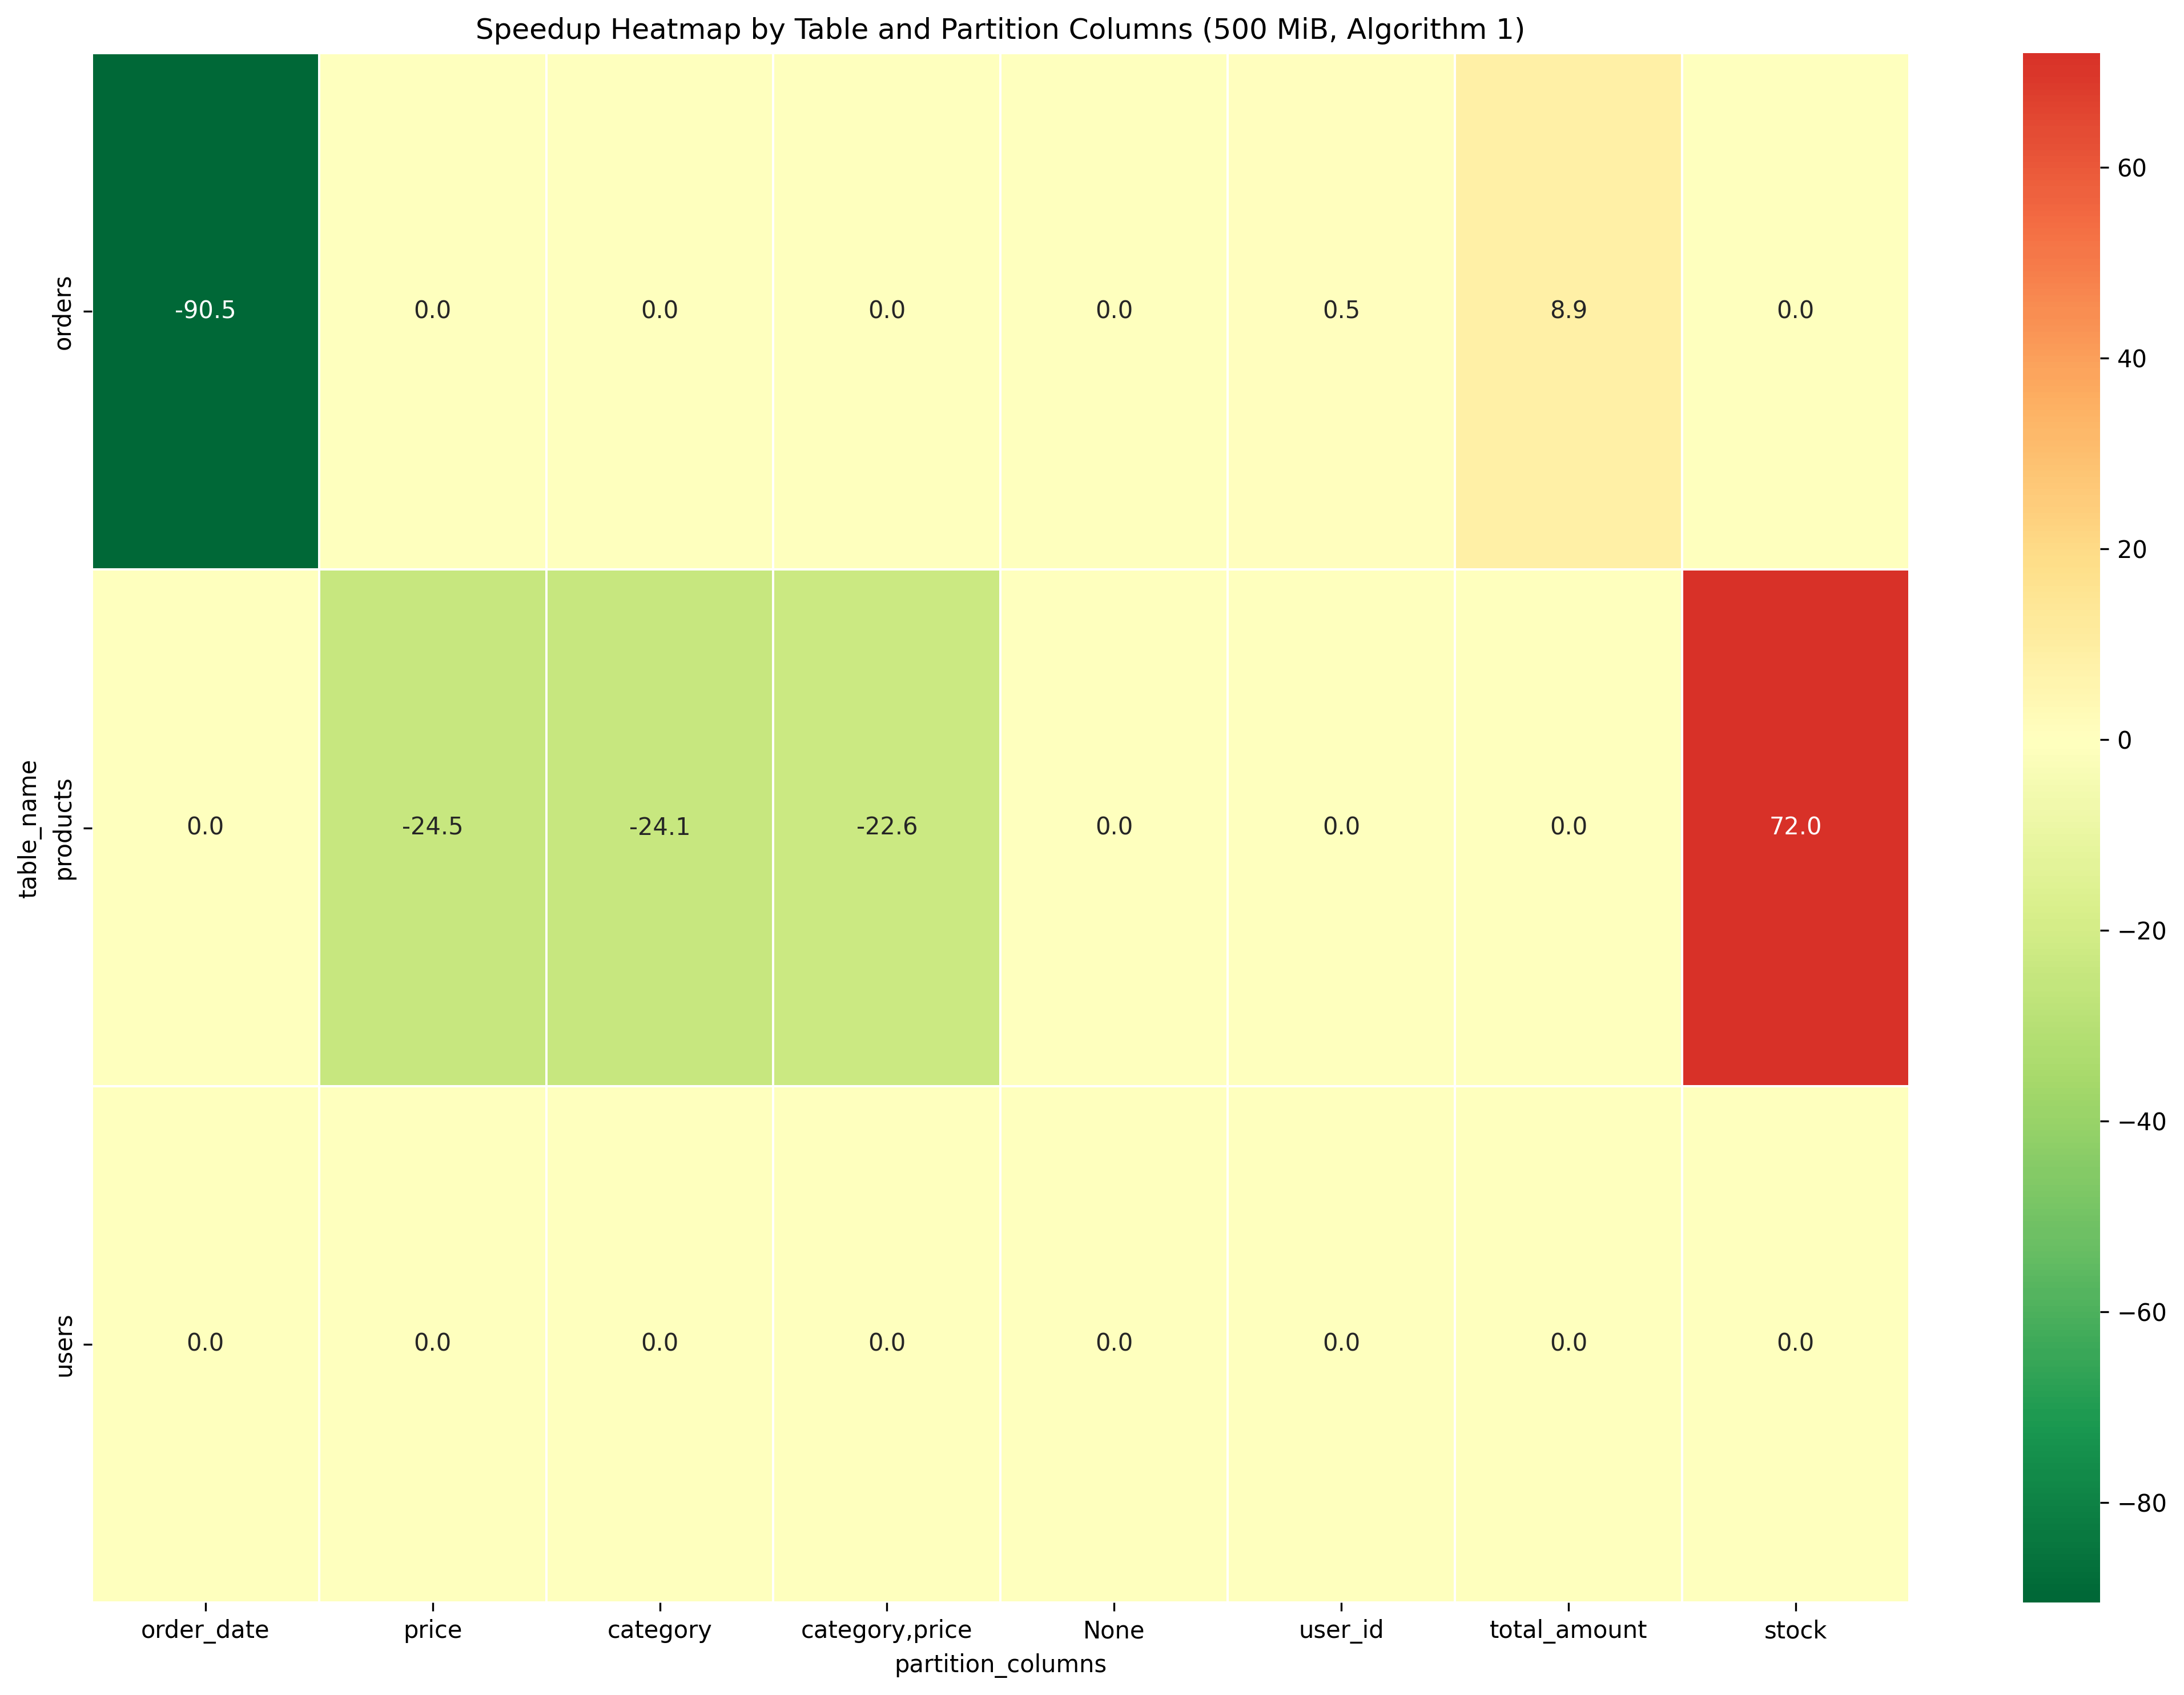 Speedup Heatmap by Table and Partition Columns (500 MiB, Algorithm 1)
table_name
orders
-90.5 0.0 0.0 0.0 0.0 0.5 8.9 0.0
products
0.0 -24.5 -24.1 -22.6 0.0 0.0 0.0 72.0
users
0.0 0.0 0.0 0.0 0.0 0.0 0.0 0.0
order_date price category category,price None user_id total_amount stock
partition_columns
60
40
20
0
−20
−40
−60
−80